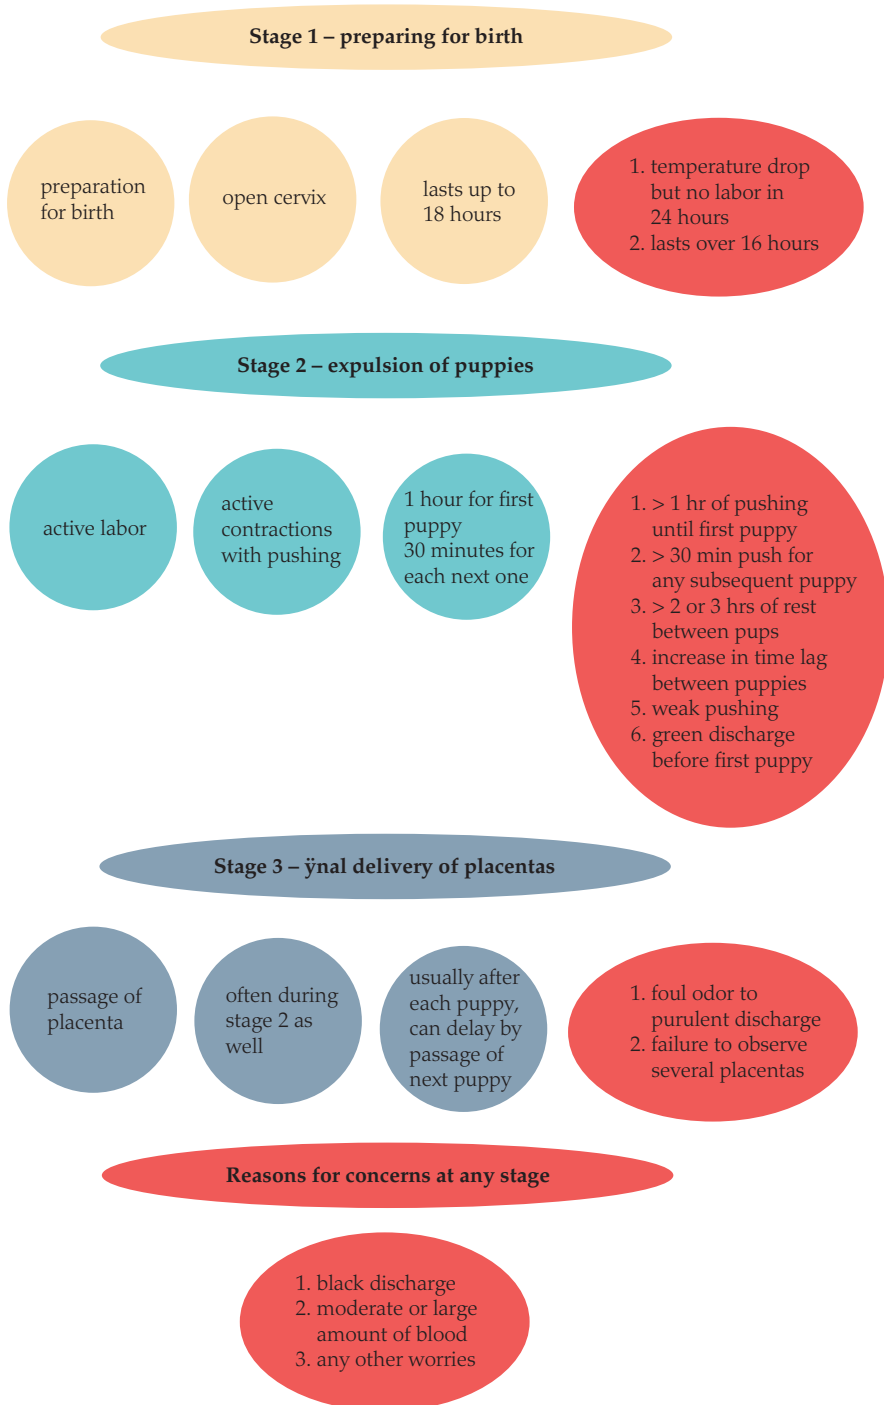 Stage 1 – preparing for birth
preparation
for birth
open cervix
lasts up to
18 hours
1. temperature drop
but no labor in
24 hours
2. lasts over 16 hours
Stage 2 – expulsion of puppies
active labor
active
contractions
with pushing
1 hour for first
puppy
30 minutes for
each next one
1. > 1 hr of pushing
until first puppy
2. > 30 min push for
any subsequent puppy
3. > 2 or 3 hrs of rest
between pups
4. increase in time lag
between puppies
5. weak pushing
6. green discharge
before first puppy
Stage 3 – ÿnal delivery of placentas
passage of
placenta
often during
stage 2 as
well
usually after
each puppy,
can delay by
passage of
next puppy
1. foul odor to
purulent discharge
2. failure to observe
several placentas
Reasons for concerns at any stage
1. black discharge
2. moderate or large
amount of blood
3. any other worries